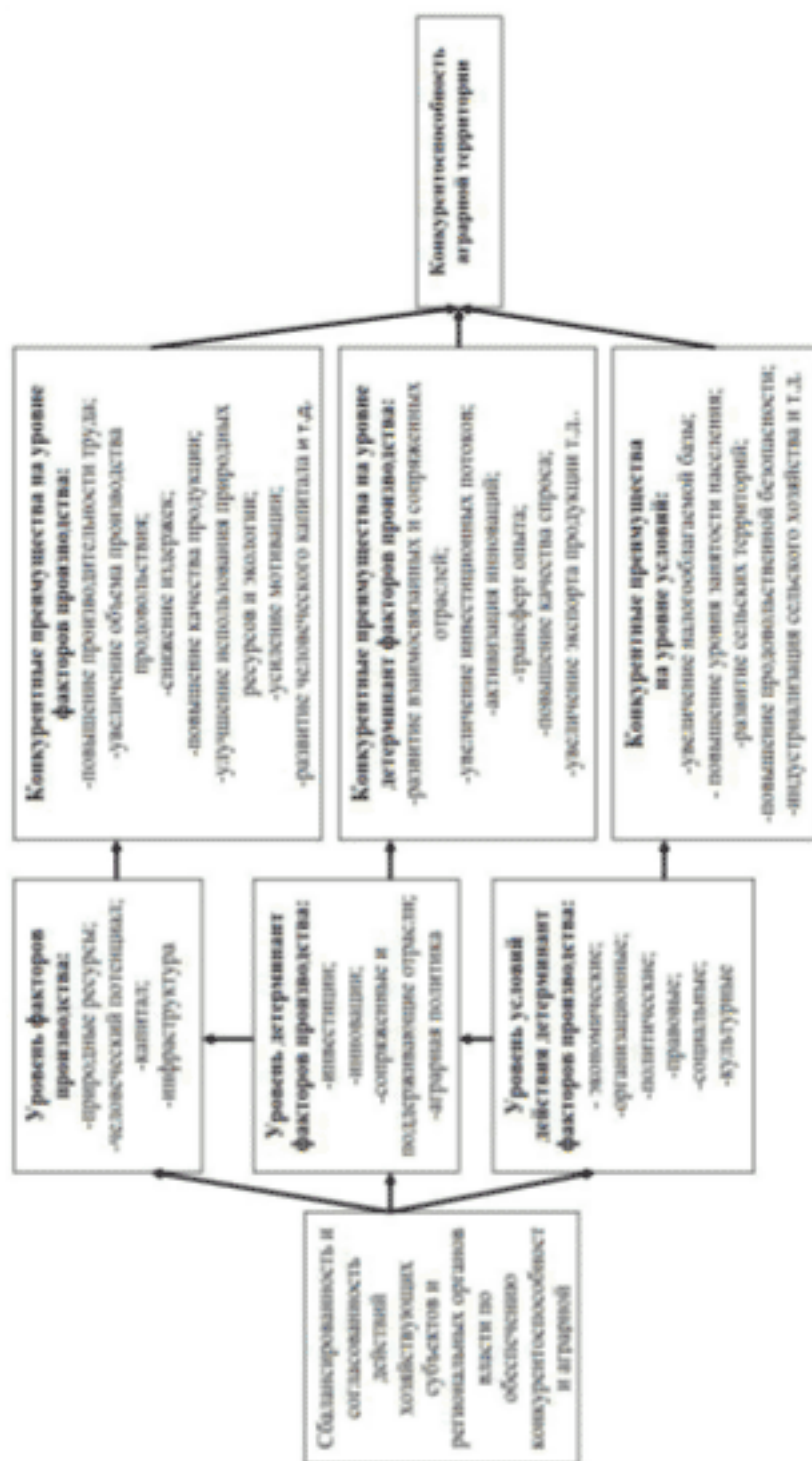 Сбалансированность и
согласованность
действий
хозяйствующих
субъектов и
региональных органов
власти по
обеспечению
конкурентоспособност
и аграрной
Уровень факторов
производства:
-природные ресурсы;
-человеческий потенциал;
-капитал;
-инфраструктура
Уровень детерминант
факторов производства:
-инвестиции;
-инновации;
-сопряженные и
поддерживающие отрасли;
-аграрная политика
Уровень условий
действия детерминант
факторов производства:
- экономические;
-организационные;
-политические;
-правовые;
-социальные;
-культурные
Конкурентные преимущества на уровне
факторов производства:
-повышение производительности труда;
-увеличение объема производства
продовольствия;
-снижение издержек;
-повышение качества продукции;
-улучшение использования природных
ресурсов и экологии;
-усиление мотивации;
-развитие человеческого капитала и т.д.
Конкурентные преимущества на уровне
детерминант факторов производства:
-развитие взаимосвязанных и сопряженных
отраслей;
-увеличение инвестиционных потоков;
-активизация инноваций;
-трансферт опыта;
-повышение качества спроса;
-увеличение экспорта продукции т.д.
Конкурентные преимущества
на уровне условий:
-увеличение налогооблагаемой базы;
- повышение уровня занятости населения;
-развитие сельских территорий;
-повышение продовольственной безопасности;
-индустриализация сельского хозяйства и т.д.
Конкурентоспособность
аграрной территории